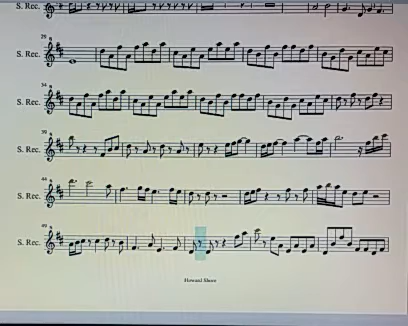 S. Rec.
29
S. Rec.
34
S. Rec.
39
S. Rec.
44
S. Rec.
49
S. Rec.
Howard Shore